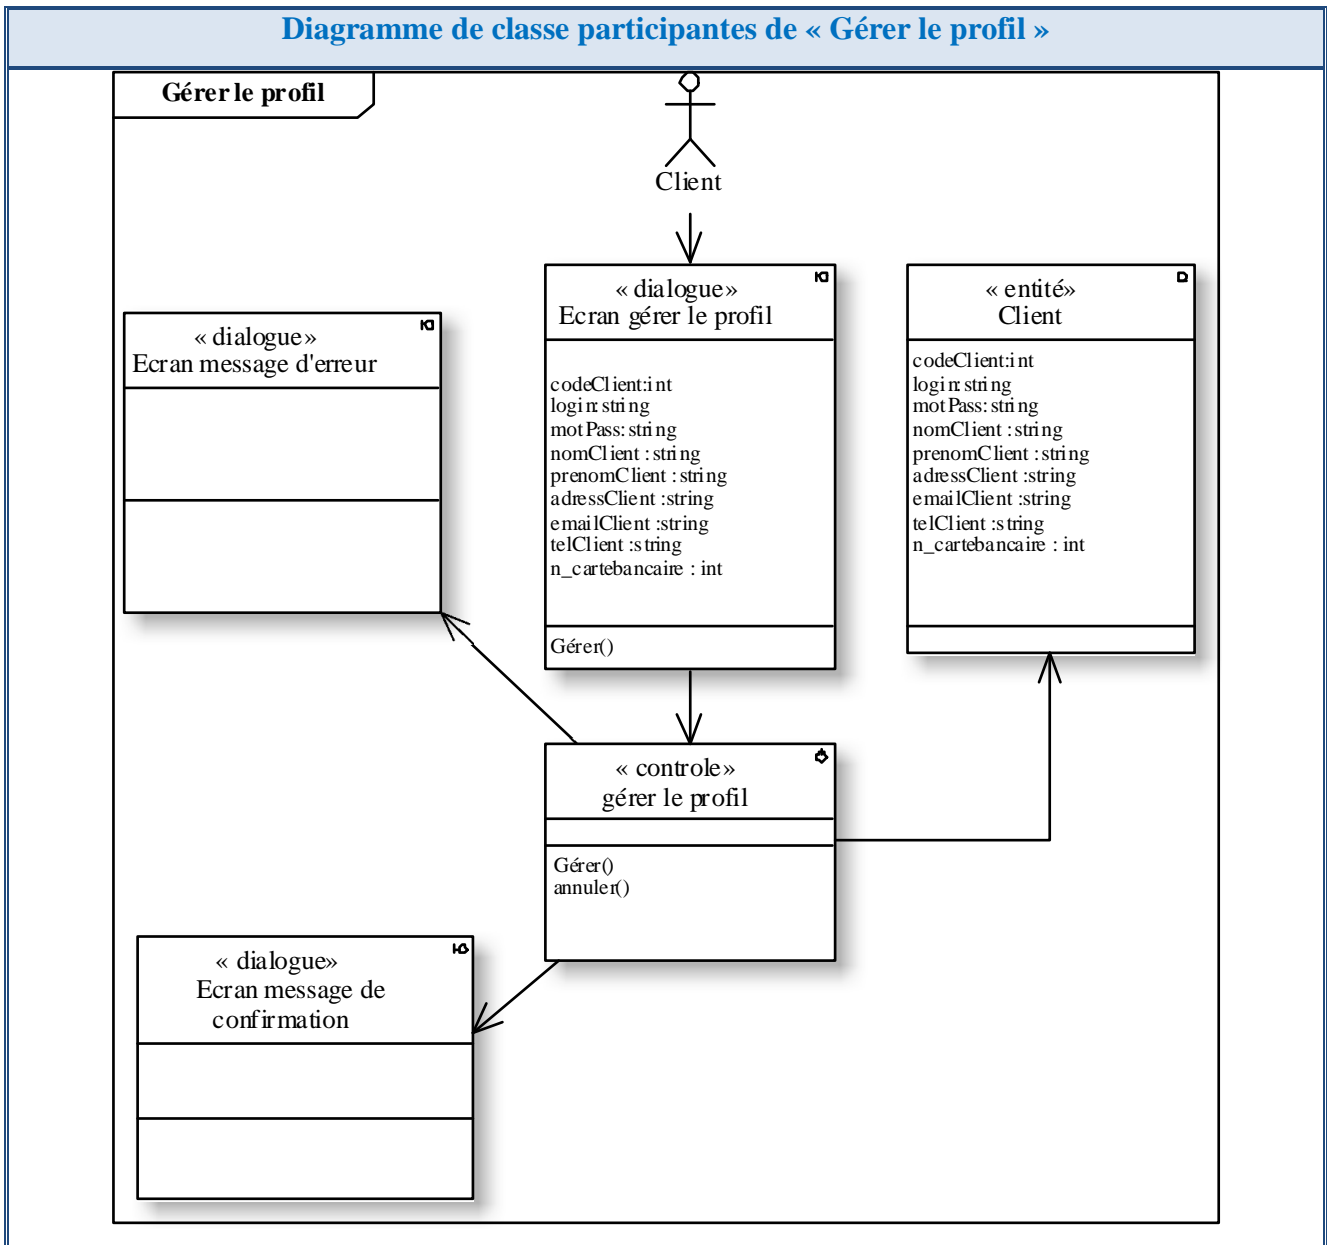 Diagramme de classe participantes de « Gérer le profil »
Gérer le profil
Client
« dialogue»
Ecran gérer le profil
codeClient:int
login:string
motPass:string
nomClient :string
prenomClient :string
adressClient :string
emailClient :string
telClient :string
n_cartebancaire : int
Gérer()
« entité»
Client
codeClient:int
login:string
motPass:string
nomClient :string
prenomClient :string
adressClient :string
emailClient :string
telClient :string
n_cartebancaire : int
« dialogue»
Ecran message d'erreur
« controle»
gérer le profil
Gérer()
annuler()
« dialogue»
Ecran message de
confirmation